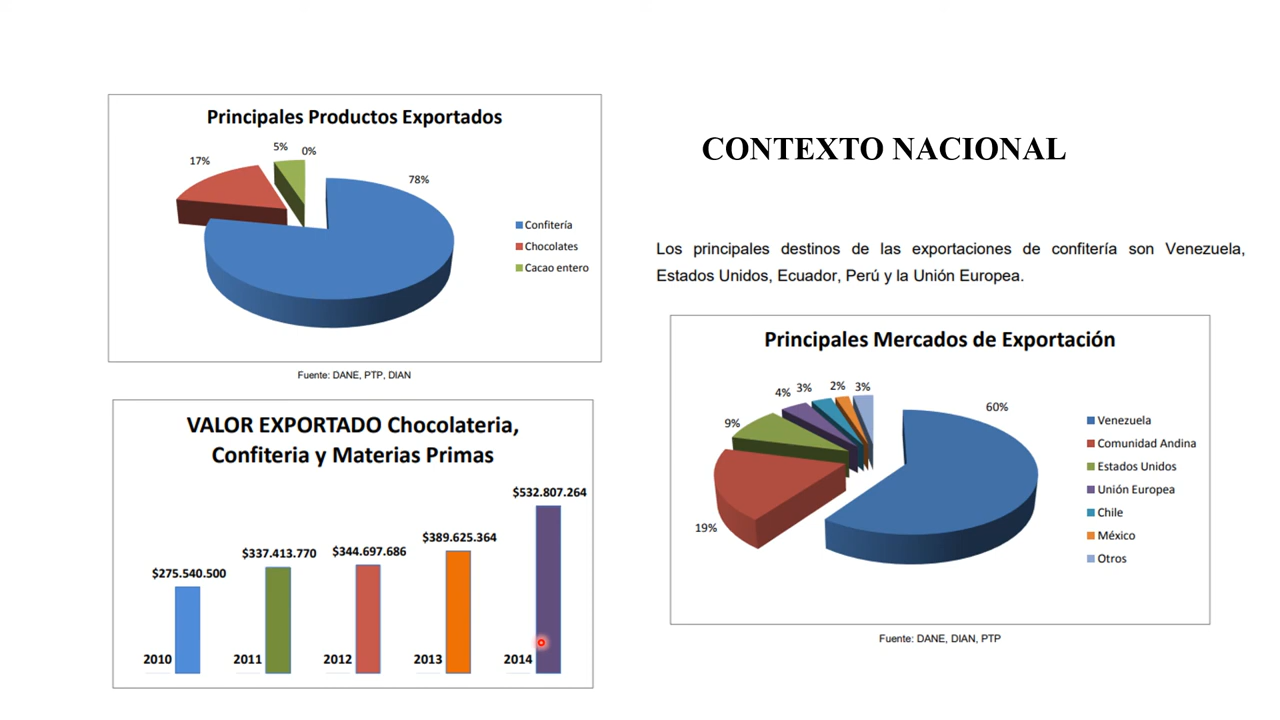 Principales Productos Exportados
5%
0%
17%
78%
Confitería
Chocolates
Cacao entero
Fuente: DANE, PTP, DIAN
VALOR EXPORTADO Chocolateria,
Confiteria y Materias Primas
$532.807.264
$389.625.364
$344.697.686
$337.413.770
$275.540.500
2010
2011
2012
2013
2014
CONTEXTO NACIONAL
Los principales destinos de las exportaciones de confitería son Venezuela,
Estados Unidos, Ecuador, Perú y la Unión Europea.
Principales Mercados de Exportación
4%
3%
2%
3%
60%
9%
19%
Venezuela
Comunidad Andina
Estados Unidos
Unión Europea
Chile
México
Otros
Fuente: DANE, DIAN, PTP